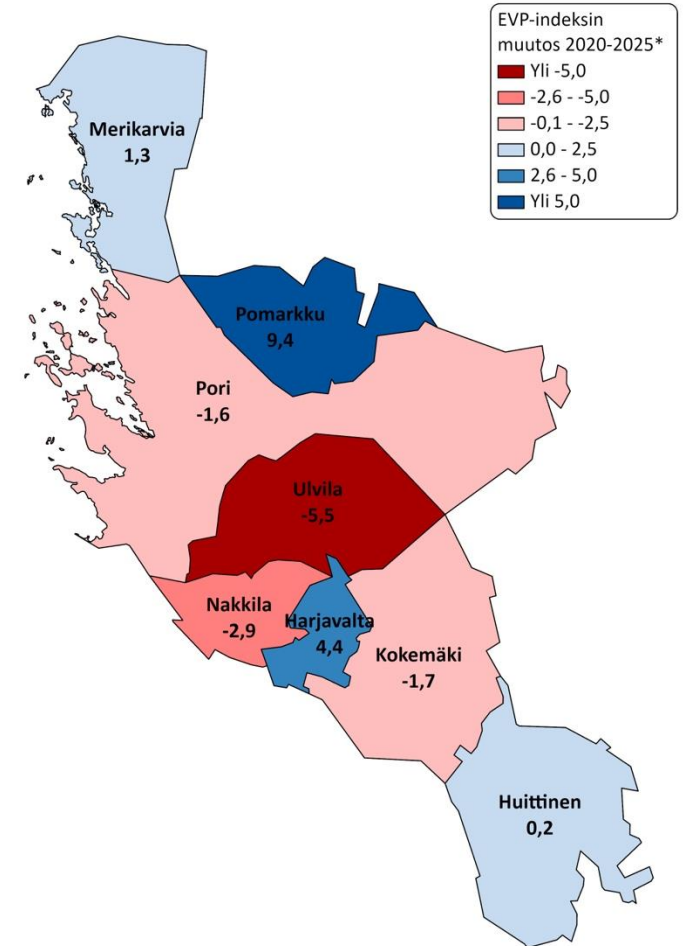 EVP-indeksin
muutos 2020-2025*
Yli -5,0
-2,6 - -5,0
-0,1 - -2,5
0,0 - 2,5
2,6 - 5,0
Yli 5,0
Merikarvia
1,3
Pomarkku
9,4
Pori
-1,6
Ulvila
-5,5
Nakkila
-2,9
Harjavalta
4,4
Kokemäki
-1,7
Huittinen
0,2